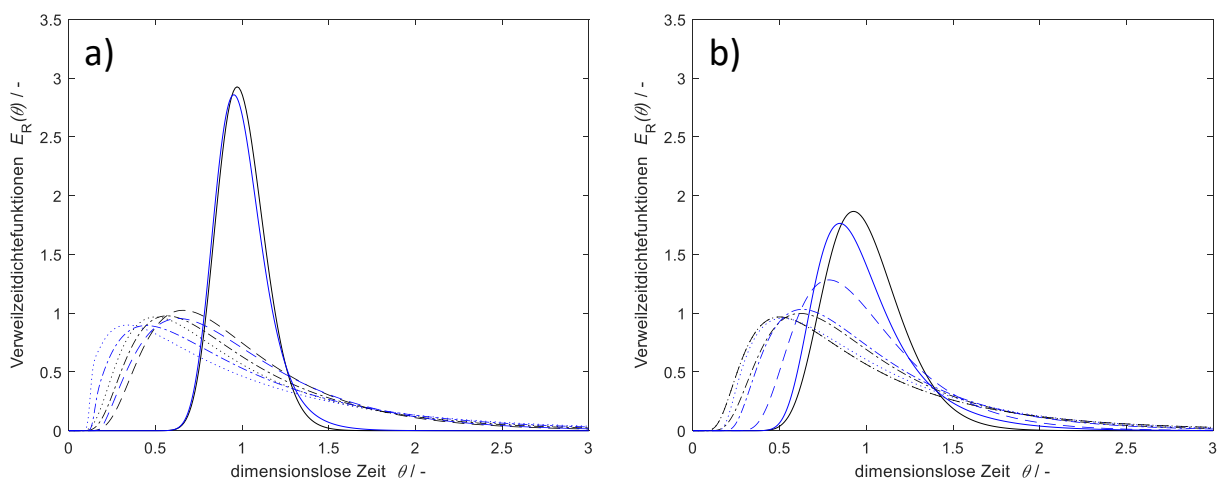 a)
Verweilzeitdichtefunktionen E_R(θ) / -
3.5
3
2.5
2
1.5
1
0.5
0
0 0.5 1 1.5 2 2.5 3
dimensionslose Zeit θ / -
b)
Verweilzeitdichtefunktionen E_R(θ) / -
3.5
3
2.5
2
1.5
1
0.5
0
0 0.5 1 1.5 2 2.5 3
dimensionslose Zeit θ / -